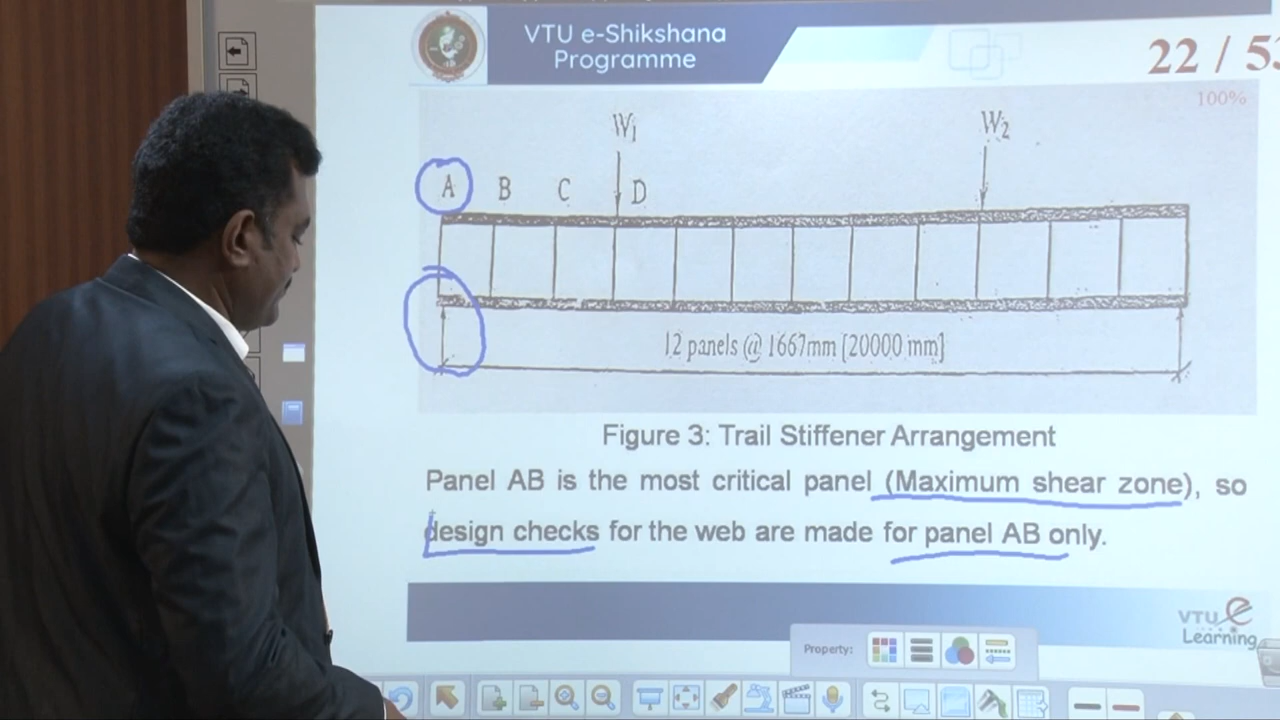 VTU e-Shikshana
Programme
22 / 53
100%
W1
W2
A B C D
12 panels @ 1667mm [20000 mm]
Figure 3: Trail Stiffener Arrangement
Panel AB is the most critical panel (Maximum shear zone), so
design checks for the web are made for panel AB only.
VTU e
Learning
Property: